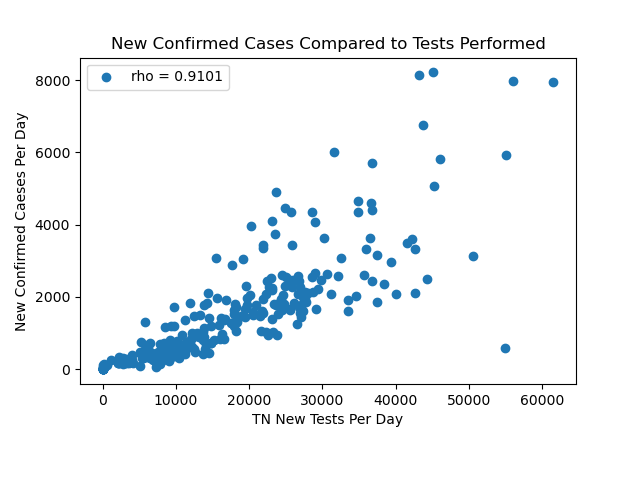 New Confirmed Cases Compared to Tests Performed
rho = 0.9101
8000
6000
4000
2000
0
New Confirmed Caeses Per Day
0 10000 20000 30000 40000 50000 60000
TN New Tests Per Day